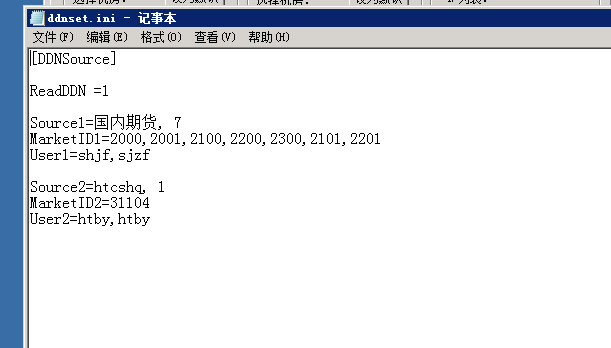 ddnset.ini - 记事本
文件(F) 编辑(E) 格式(O) 查看(V) 帮助(H)
[DDNSource]
ReadDDN =1
Source1=国内期货, 7
MarketID1=2000,2001,2100,2200,2300,2101,2201
User1=shjf,sjzf
Source2=htcshq, 1
MarketID2=31104
User2=htby,htby